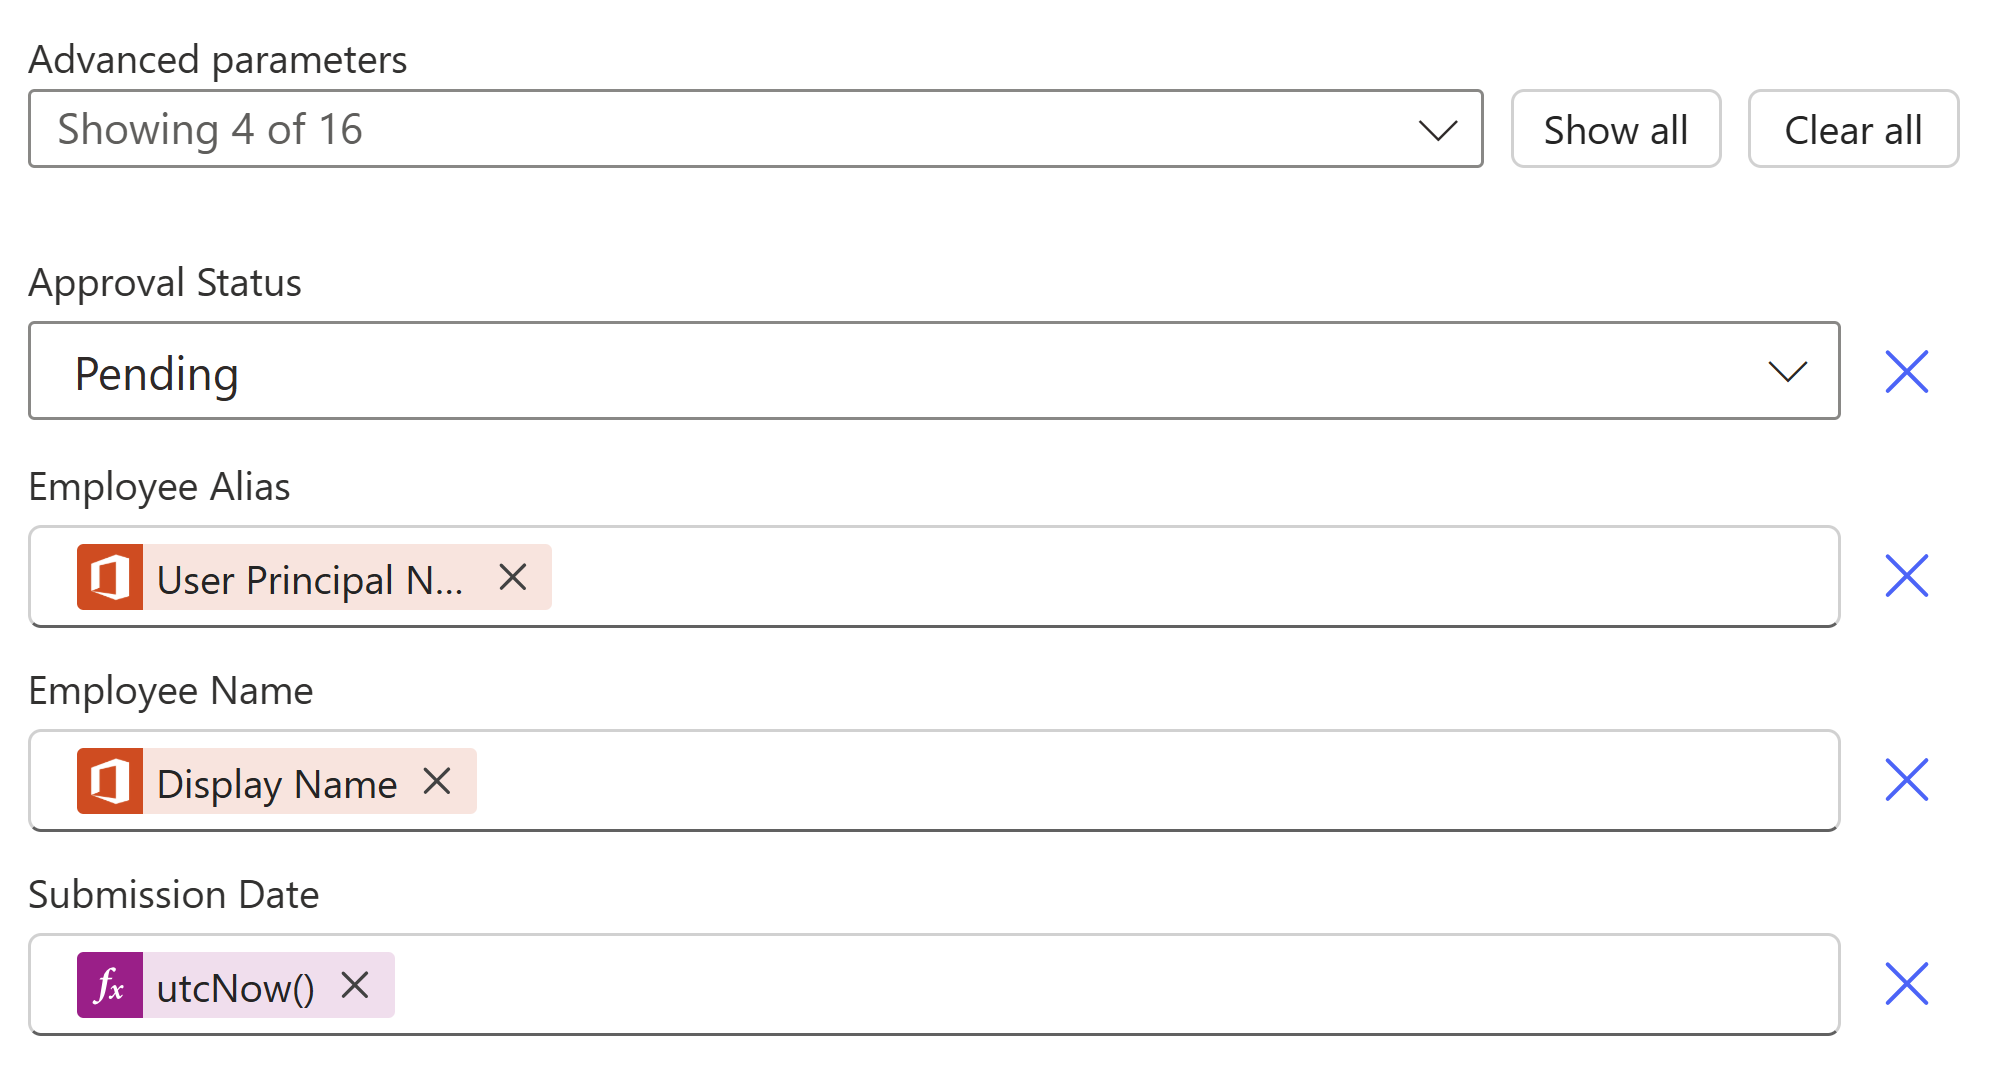 Advanced parameters
Showing 4 of 16
Show all
Clear all
Approval Status
Pending
Employee Alias
User Principal N...
Employee Name
Display Name
Submission Date
fx utcNow()